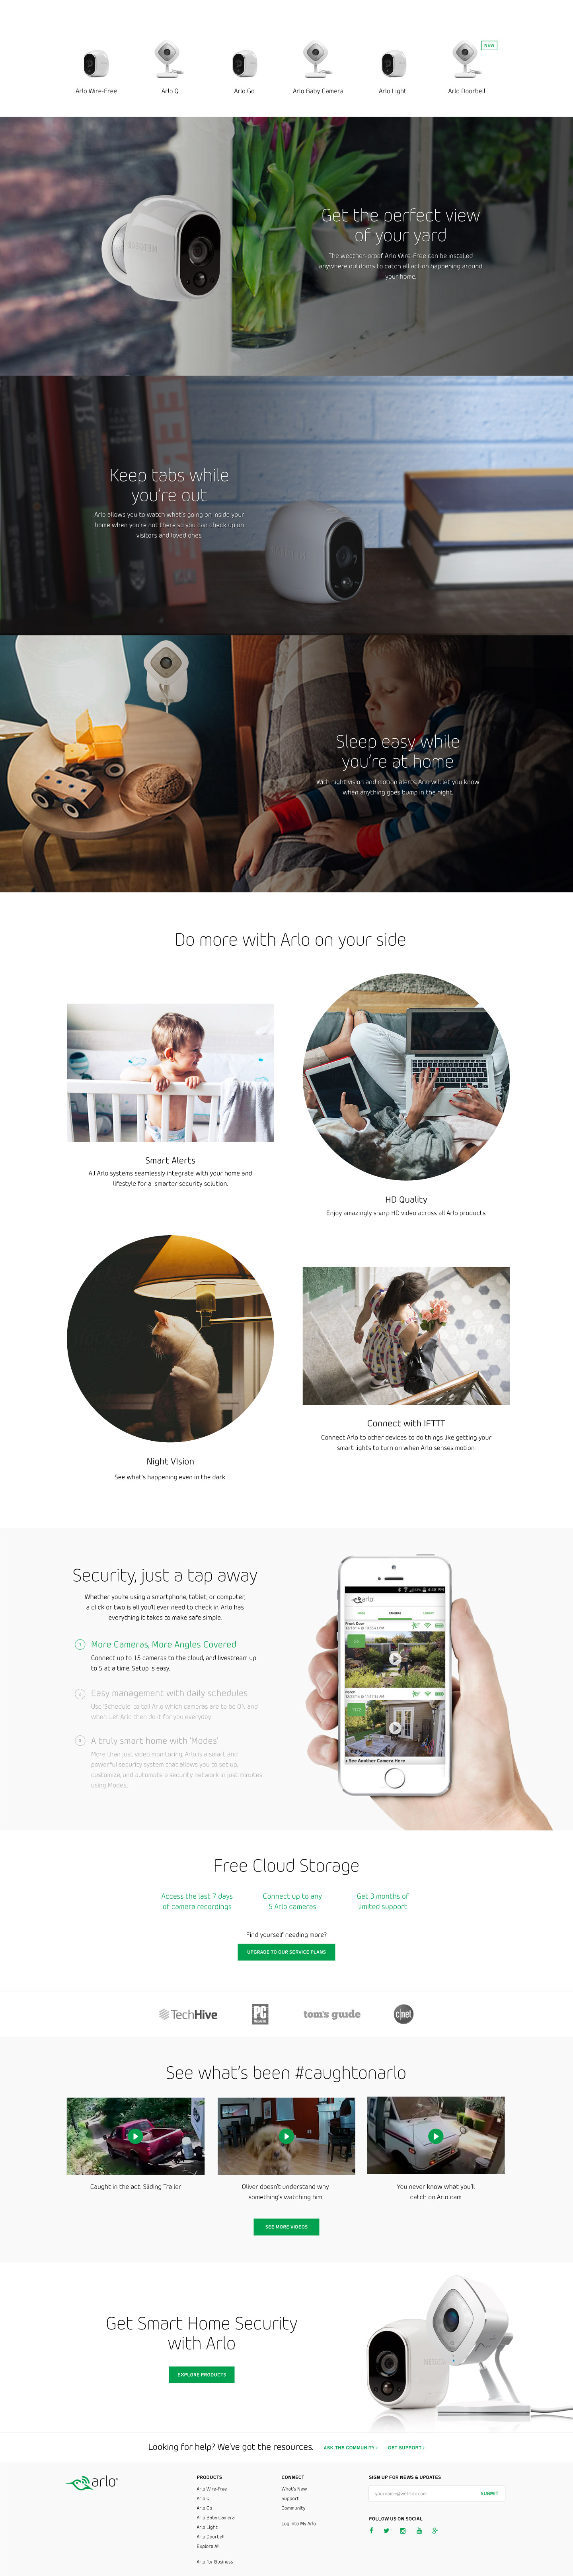 NEW
Arlo Wire-Free
Arlo Q
Arlo Go
Arlo Baby Camera
Arlo Light
Arlo Doorbell
Get the perfect view
of your yard
The weather-proof Arlo Wire-Free can be installed
anywhere outdoors to catch all action happening around
your home.
Keep tabs while
you're out
Arlo allows you to watch what's going on inside your
home when you're not there so you can check up on
visitors and loved ones.
Sleep easy while
you're at home
With night vision and motion alerts, Arlo will let you know
when anything goes bump in the night.
Do more with Arlo on your side
Smart Alerts
All Arlo systems seamlessly integrate with your home and
lifestyle for a smarter security solution.
HD Quality
Enjoy amazingly sharp HD video across all Arlo products.
Night VIsion
See what's happening even in the dark.
Connect with IFTTT
Connect Arlo to other devices to do things like getting your
smart lights to turn on when Arlo senses motion.
Security, just a tap away
Whether you're using a smartphone, tablet, or computer,
a click or two is all you'll ever need to check in. Arlo has
everything it takes to make safe simple.
1
More Cameras, More Angles Covered
Connect up to 15 cameras to the cloud, and livestream up
to 5 at a time. Setup is easy.
2
Easy management with daily schedules
Use 'Schedule' to tell Arlo which cameras are to be ON and
when. Let Arlo then do it for you everyday.
3
A truly smart home with 'Modes'
More than just video monitoring, Arlo is a smart and
powerful security system that allows you to set up,
customize, and automate a security network in just minutes
using Modes.
arlo
CAMERAS
LIBRARY
Front Door
Porch
+ See Another Camera Here
Free Cloud Storage
Access the last 7 days
of camera recordings
Connect up to any
5 Arlo cameras
Get 3 months of
limited support
Find yourself needing more?
UPGRADE TO OUR SERVICE PLANS
TechHive
PC
tom's guide
c|net
See what's been #caughtonarlo
Caught in the act: Sliding Trailer
Oliver doesn't understand why
something's watching him
You never know what you'll
catch on Arlo cam
SEE MORE VIDEOS
Get Smart Home Security
with Arlo
EXPLORE PRODUCTS
Looking for help? We've got the resources.
ASK THE COMMUNITY >
GET SUPPORT >
arlo
PRODUCTS
Arlo Wire-Free
Arlo Q
Arlo Go
Arlo Baby Camera
Arlo Light
Arlo Doorbell
Explore All
Arlo for Business
CONNECT
What's New
Support
Community
Log into My Arlo
SIGN UP FOR NEWS & UPDATES
yourname@website.com
SUBMIT
FOLLOW US ON SOCIAL